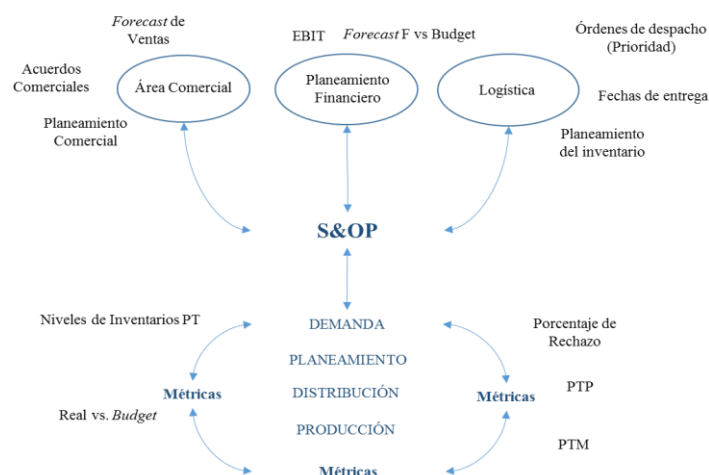 Forecast de
Ventas
EBIT
Forecast F vs Budget
Órdenes de despacho
(Prioridad)
Acuerdos
Comerciales
Área Comercial
Planeamiento
Financiero
Logística
Fechas de entrega
Planeamiento
Comercial
Planeamiento
del inventario
S&OP
Niveles de Inventarios PT
DEMANDA
Porcentaje de
Rechazo
PLANEAMIENTO
Métricas
DISTRIBUCIÓN
Métricas
PTP
Real vs. Budget
PRODUCCIÓN
PTM
Métricas